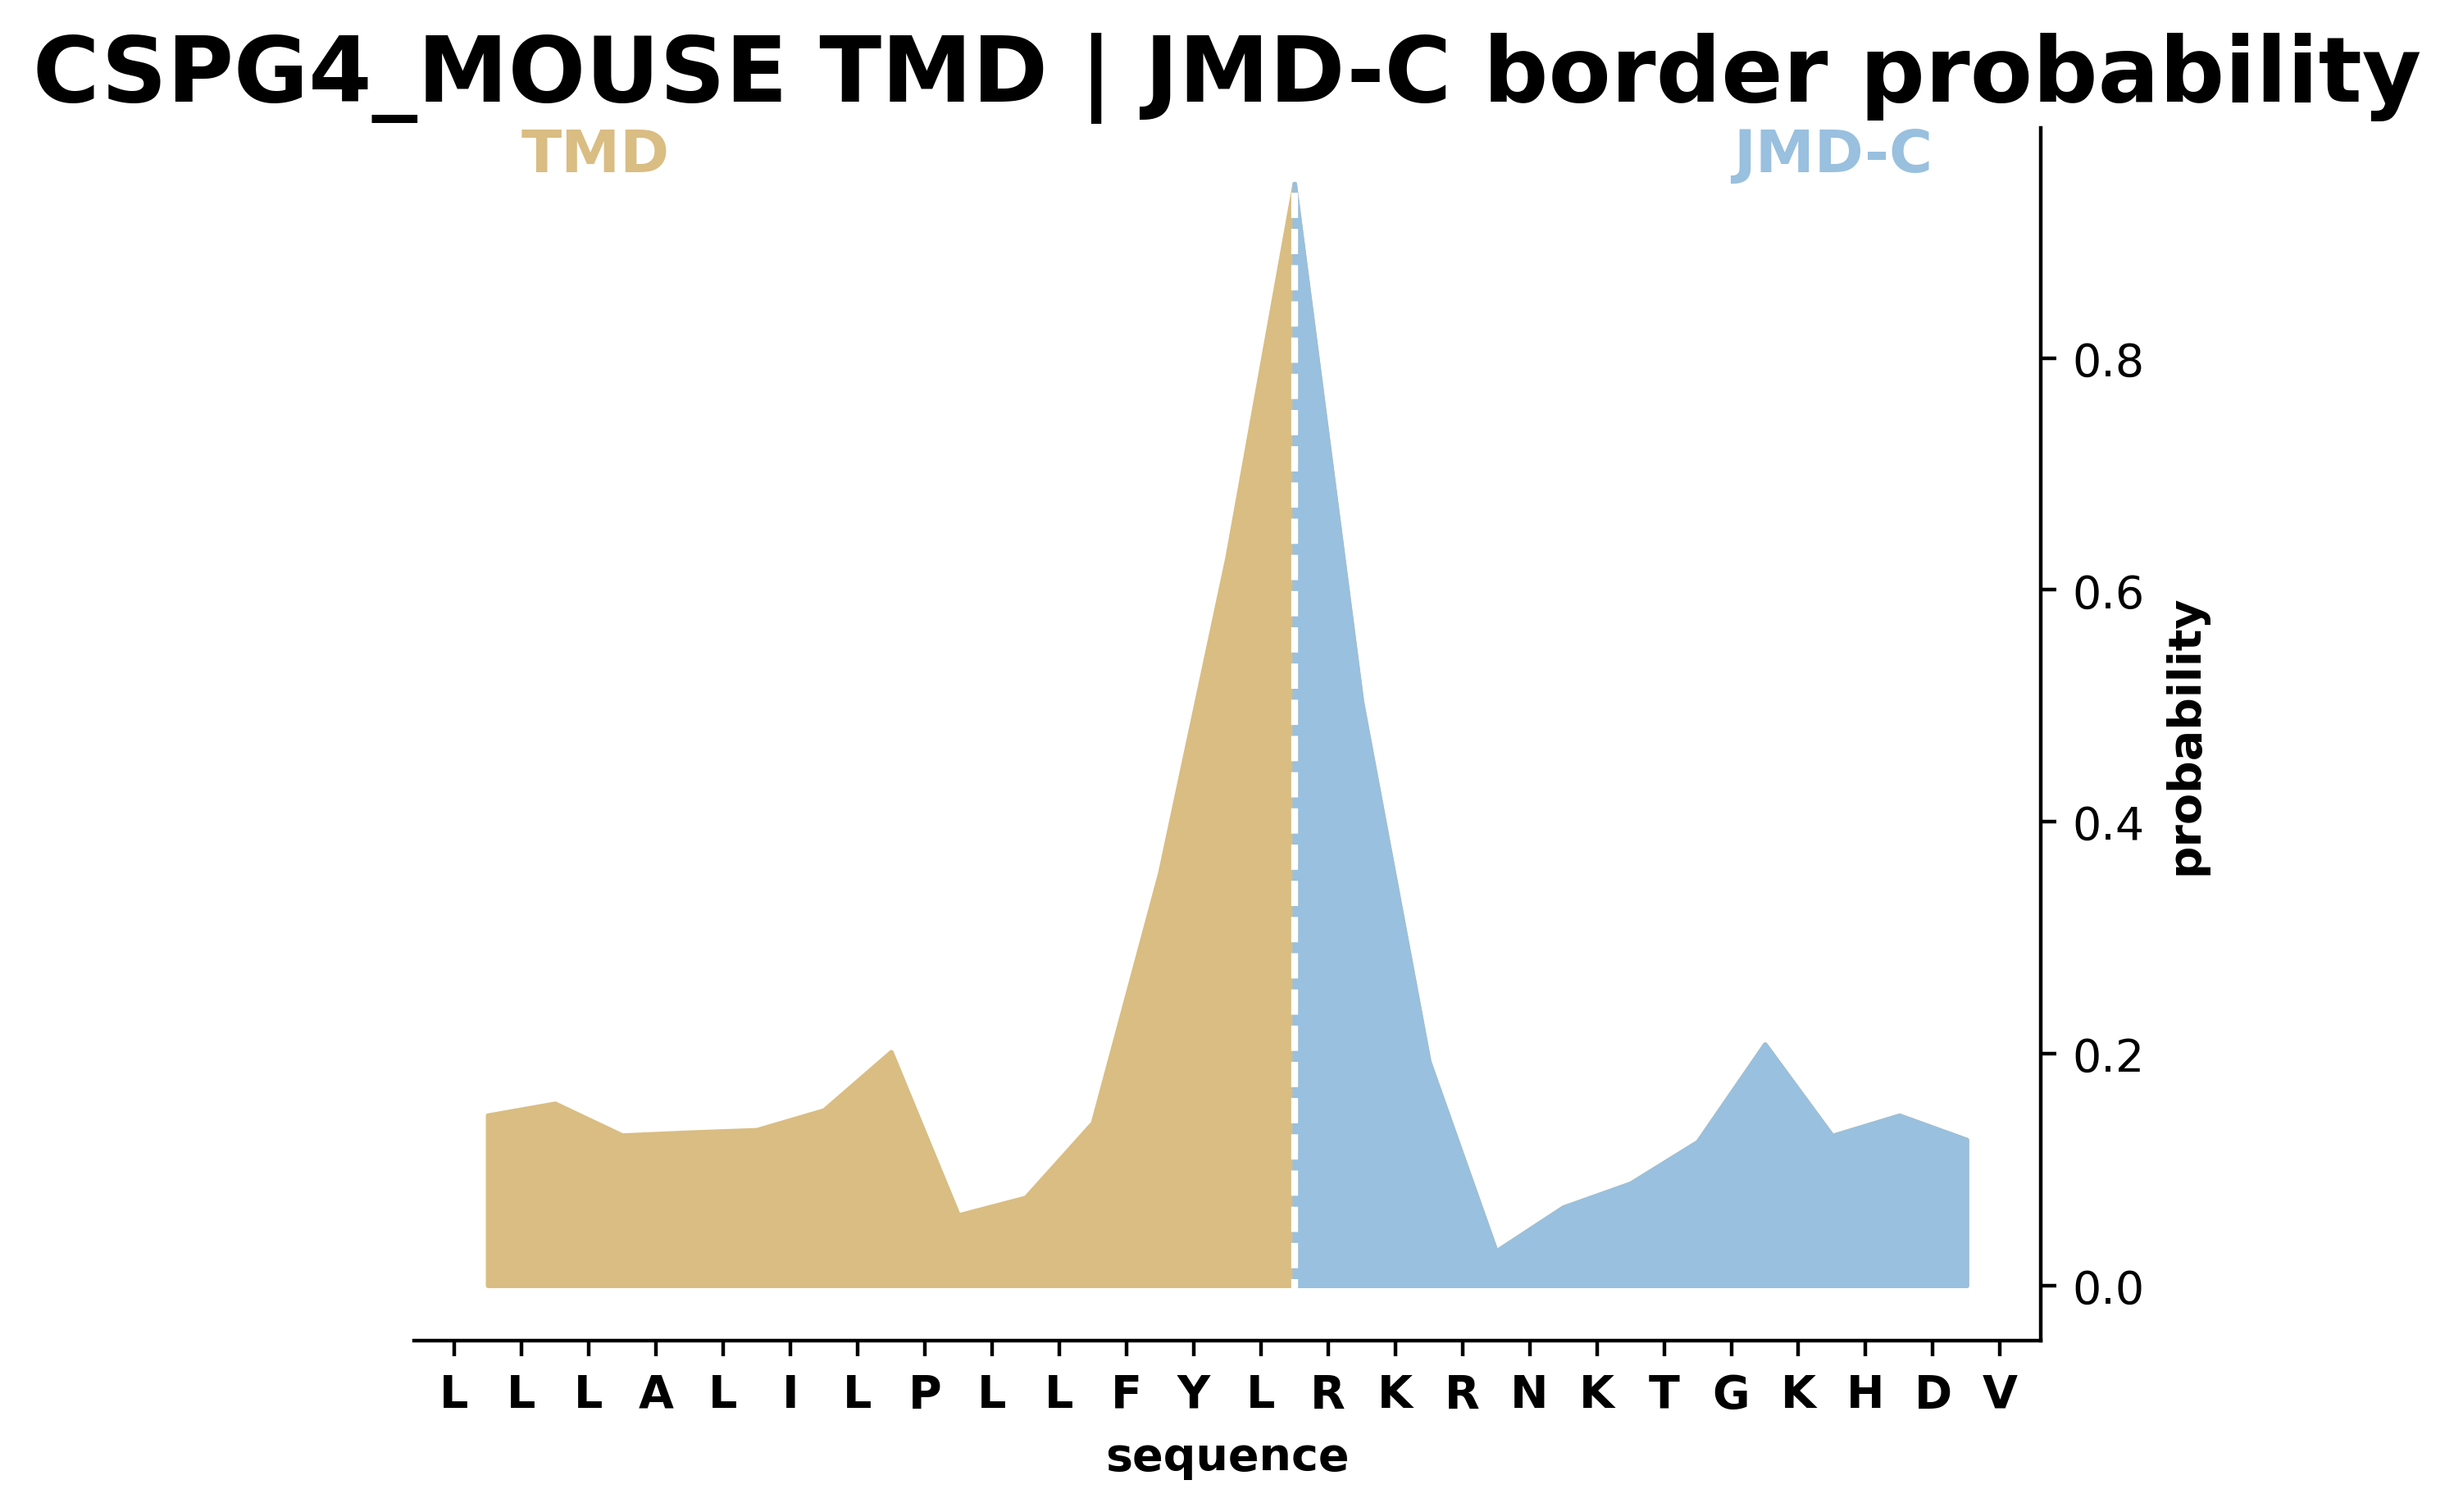 CSPG4_MOUSE TMD | JMD-C border probability
TMD JMD-C
0.8
0.6
0.4
0.2
0.0
probability
L L L A L I L P L L F Y L R K R N K T G K H D V
sequence